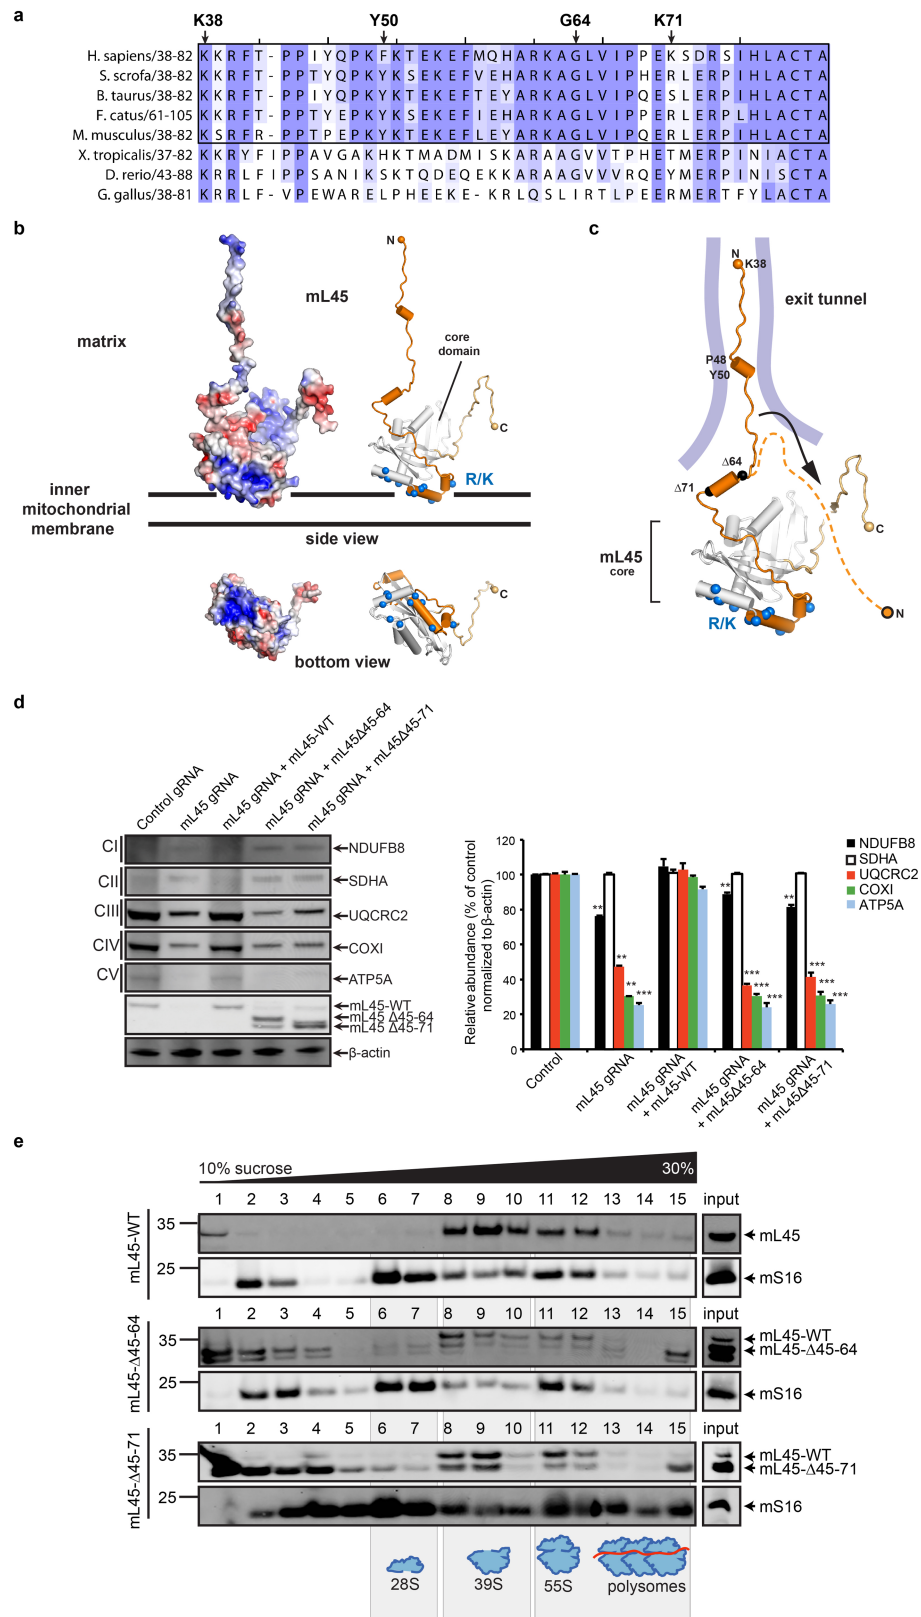 a
K38 Y50 G64 K71
H. sapiens/38-82 K K R F T - P P I Y Q P K F K T E K E F M Q H A R K A G L V I P P E K S D R S I H L A C T A
S. scrofa/38-82 K K R F T - P P T Y Q P K Y K S E K E F V E H A R K A G L V I P H E R L E R P I H L A C T A
B. taurus/38-82 K K R F T - P P I Y Q P K Y K T E K E F T E Y A R K A G L V I P Q E S L E R P I H L A C T A
F. catus/61-105 K K R F T - P P T Y E P K Y K S E K E F I E H A R K A G L V I P P E R L E R P L H L A C T A
M. musculus/38-82 K S R F R - P P T P E P K Y K T E K E F L E Y A R K A G L V I P Q E R L E R P I H L A C T A
X. tropicalis/37-82 K K R Y F I P P A V G A K H K T M A D M I S K A R A A G V V T P H E T M E R P I N I A C T A
D. rerio/43-88 K R R L F I P P S A N I K S K T Q D E Q E K K A R A A G V V V R Q E Y M E R P I N I S C T A
G. gallus/38-81 K R R L F - V P E W A R E L P H E E K E - K R L Q S L I R T L P E E R M E R T F Y L A C T A
b
matrix
mL45
N
core
domain
C
R/K
inner
mitochondrial
membrane
side view
C
bottom view
c
N
K38
exit tunnel
P48
Y50
Δ64
Δ71
C
mL45
core
N
R/K
d
Control gRNA
mL45 gRNA
mL45 gRNA + mL45-WT
mL45 gRNA + mL45Δ45-64
mL45 gRNA + mL45Δ45-71
CI NDUFB8
CII SDHA
CIII UQCRC2
CIV COXI
CV ATP5A
mL45-WT
mL45 Δ45-64
mL45 Δ45-71
β-actin
Relativeabundance (% of control
normalized to β-actin)
120
100
80
60
40
20
0
** ** ** ***
** *** *** ***
** *** *** ***
Control
mL45 gRNA
mL45 gRNA
+ mL45-WT
mL45 gRNA
+ mL45Δ45-64
mL45 gRNA
+ mL45Δ45-71
NDUFB8
SDHA
UQCRC2
COXI
ATP5A
e
10% sucrose 30%
1 2 3 4 5 6 7 8 9 10 11 12 13 14 15 input
mL45-WT
35
mL45
25
mS16
1 2 3 4 5 6 7 8 9 10 11 12 13 14 15 input
mL45-Δ45-64
35
mL45-WT
mL45-Δ45-64
25
mS16
1 2 3 4 5 6 7 8 9 10 11 12 13 14 15 input
mL45-Δ45-71
35
mL45-WT
mL45-Δ45-71
25
mS16
28S 39S 55S polysomes